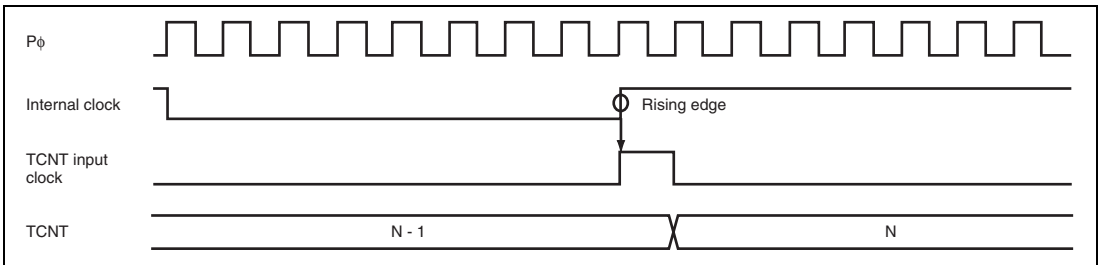 Pϕ
Internal clock
Rising edge
TCNT input
clock
TCNT
N - 1
N